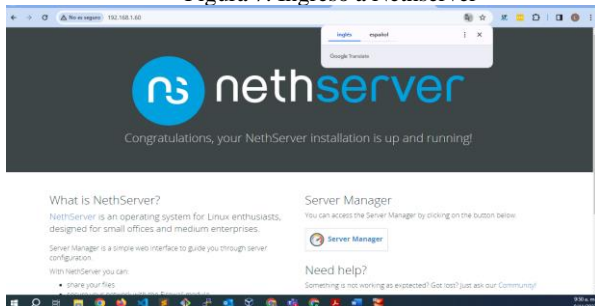 Figura 7. Ingreso a Nethserver
No es seguro 192.168.1.60
inglés español
Google Translate
ns nethserver
Congratulations, your NethServer installation is up and running!
What is NethServer?
NethServer is an operating system for Linux enthusiasts,
designed for small offices and medium enterprises.
Server Manager is a simple web interface to guide you through server
configuration.
With NethServer you can:
share your files
Server Manager
You can access the Server Manager by clicking on the button below.
Server Manager
Need help?
Something is not working as expected? Got lost? Just ask our Community!
9:50 a. m.